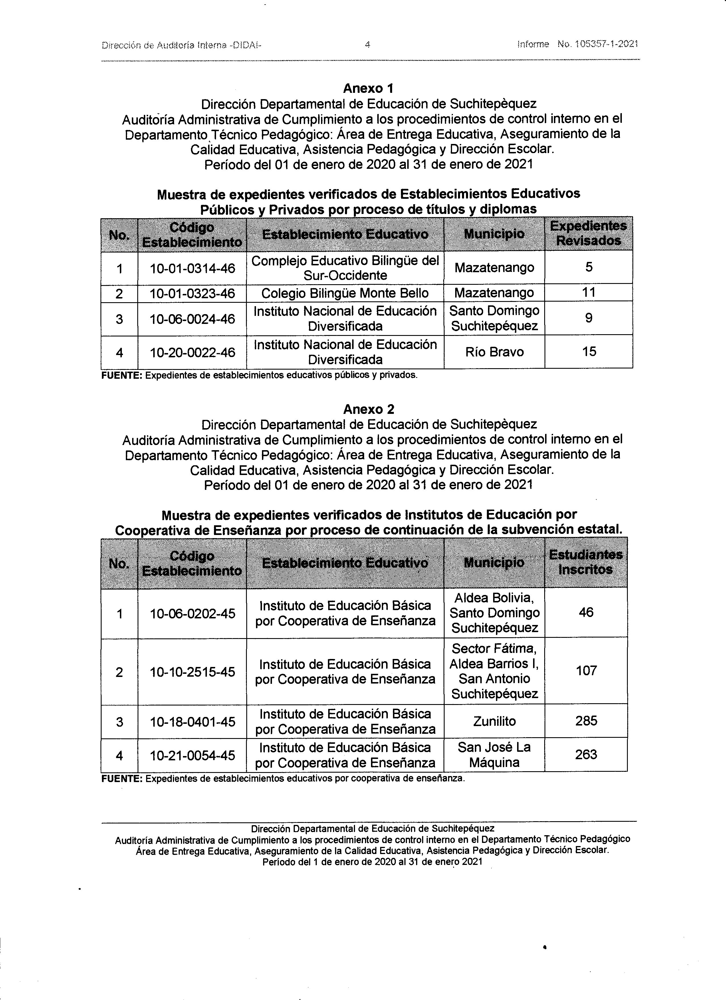 Dirección de Auditoría Interna -DIDAI- 4 Informe No. 105357-1-2021
Anexo 1
Dirección Departamental de Educación de Suchitepèquez
Auditoría Administrativa de Cumplimiento a los procedimientos de control interno en el
Departamento Técnico Pedagógico: Área de Entrega Educativa, Aseguramiento de la
Calidad Educativa, Asistencia Pedagógica y Dirección Escolar.
Período del 01 de enero de 2020 al 31 de enero de 2021
Muestra de expedientes verificados de Establecimientos Educativos
Públicos y Privados por proceso de títulos y diplomas
No. Código Establecimiento Establecimiento Educativo Municipio Expedientes Revisados
1 10-01-0314-46 Complejo Educativo Bilingüe del Sur-Occidente Mazatenango 5
2 10-01-0323-46 Colegio Bilingüe Monte Bello Mazatenango 11
3 10-06-0024-46 Instituto Nacional de Educación Diversificada Santo Domingo Suchitepéquez 9
4 10-20-0022-46 Instituto Nacional de Educación Diversificada Río Bravo 15
FUENTE: Expedientes de establecimientos educativos públicos y privados.
Anexo 2
Dirección Departamental de Educación de Suchitepèquez
Auditoría Administrativa de Cumplimiento a los procedimientos de control interno en el
Departamento Técnico Pedagógico: Área de Entrega Educativa, Aseguramiento de la
Calidad Educativa, Asistencia Pedagógica y Dirección Escolar.
Período del 01 de enero de 2020 al 31 de enero de 2021
Muestra de expedientes verificados de Institutos de Educación por
Cooperativa de Enseñanza por proceso de continuación de la subvención estatal.
No. Código Establecimiento Establecimiento Educativo Municipio Estudiantes Inscritos
1 10-06-0202-45 Instituto de Educación Básica por Cooperativa de Enseñanza Aldea Bolivia, Santo Domingo Suchitepéquez 46
2 10-10-2515-45 Instituto de Educación Básica por Cooperativa de Enseñanza Sector Fátima, Aldea Barrios I, San Antonio Suchitepéquez 107
3 10-18-0401-45 Instituto de Educación Básica por Cooperativa de Enseñanza Zunilito 285
4 10-21-0054-45 Instituto de Educación Básica por Cooperativa de Enseñanza San José La Máquina 263
FUENTE: Expedientes de establecimientos educativos por cooperativa de enseñanza.
Dirección Departamental de Educación de Suchitepéquez
Auditoría Administrativa de Cumplimiento a los procedimientos de control interno en el Departamento Técnico Pedagógico
Área de Entrega Educativa, Aseguramiento de la Calidad Educativa, Asistencia Pedagógica y Dirección Escolar.
Período del 1 de enero de 2020 al 31 de enero 2021